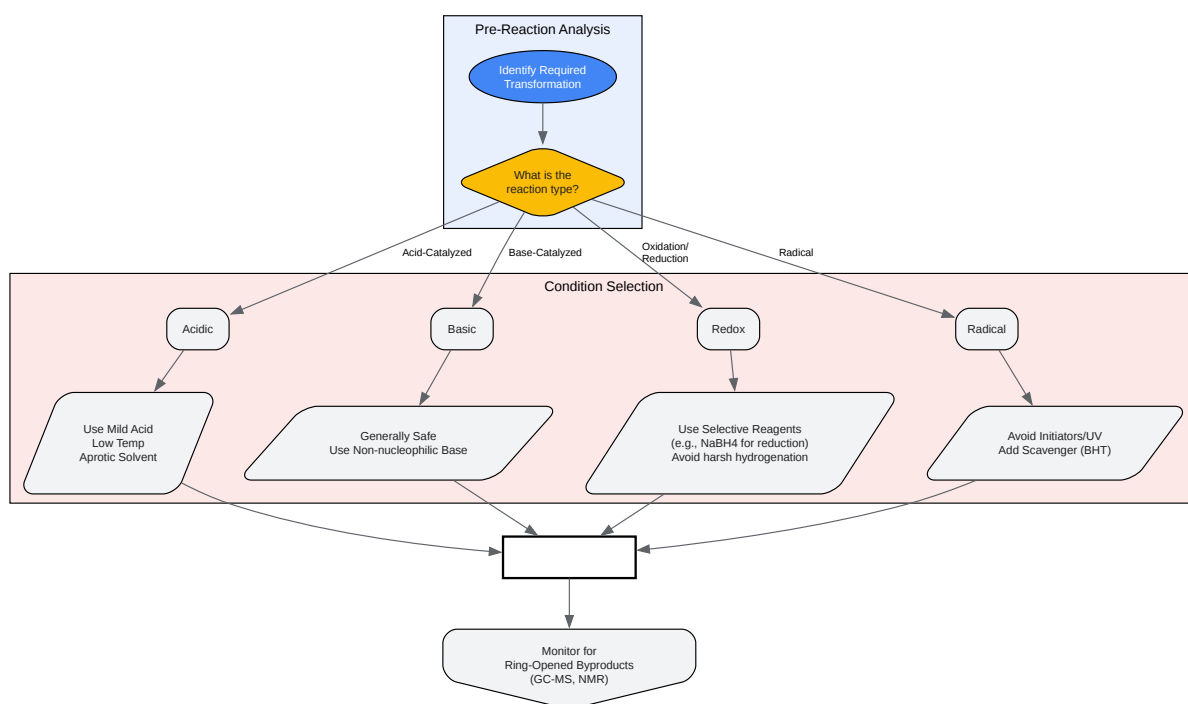 Pre-Reaction Analysis
Identify Required
Transformation
What is the
reaction type?
Acid-Catalyzed
Base-Catalyzed
Oxidation/
Reduction
Radical
Condition Selection
Acidic
Basic
Redox
Radical
Use Mild Acid
Low Temp
Aprotic Solvent
Generally Safe
Use Non-nucleophilic Base
Use Selective Reagents
(e.g., NaBH4 for reduction)
Avoid harsh hydrogenation
Avoid Initiators/UV
Add Scavenger (BHT)
Monitor for
Ring-Opened Byproducts
(GC-MS, NMR)